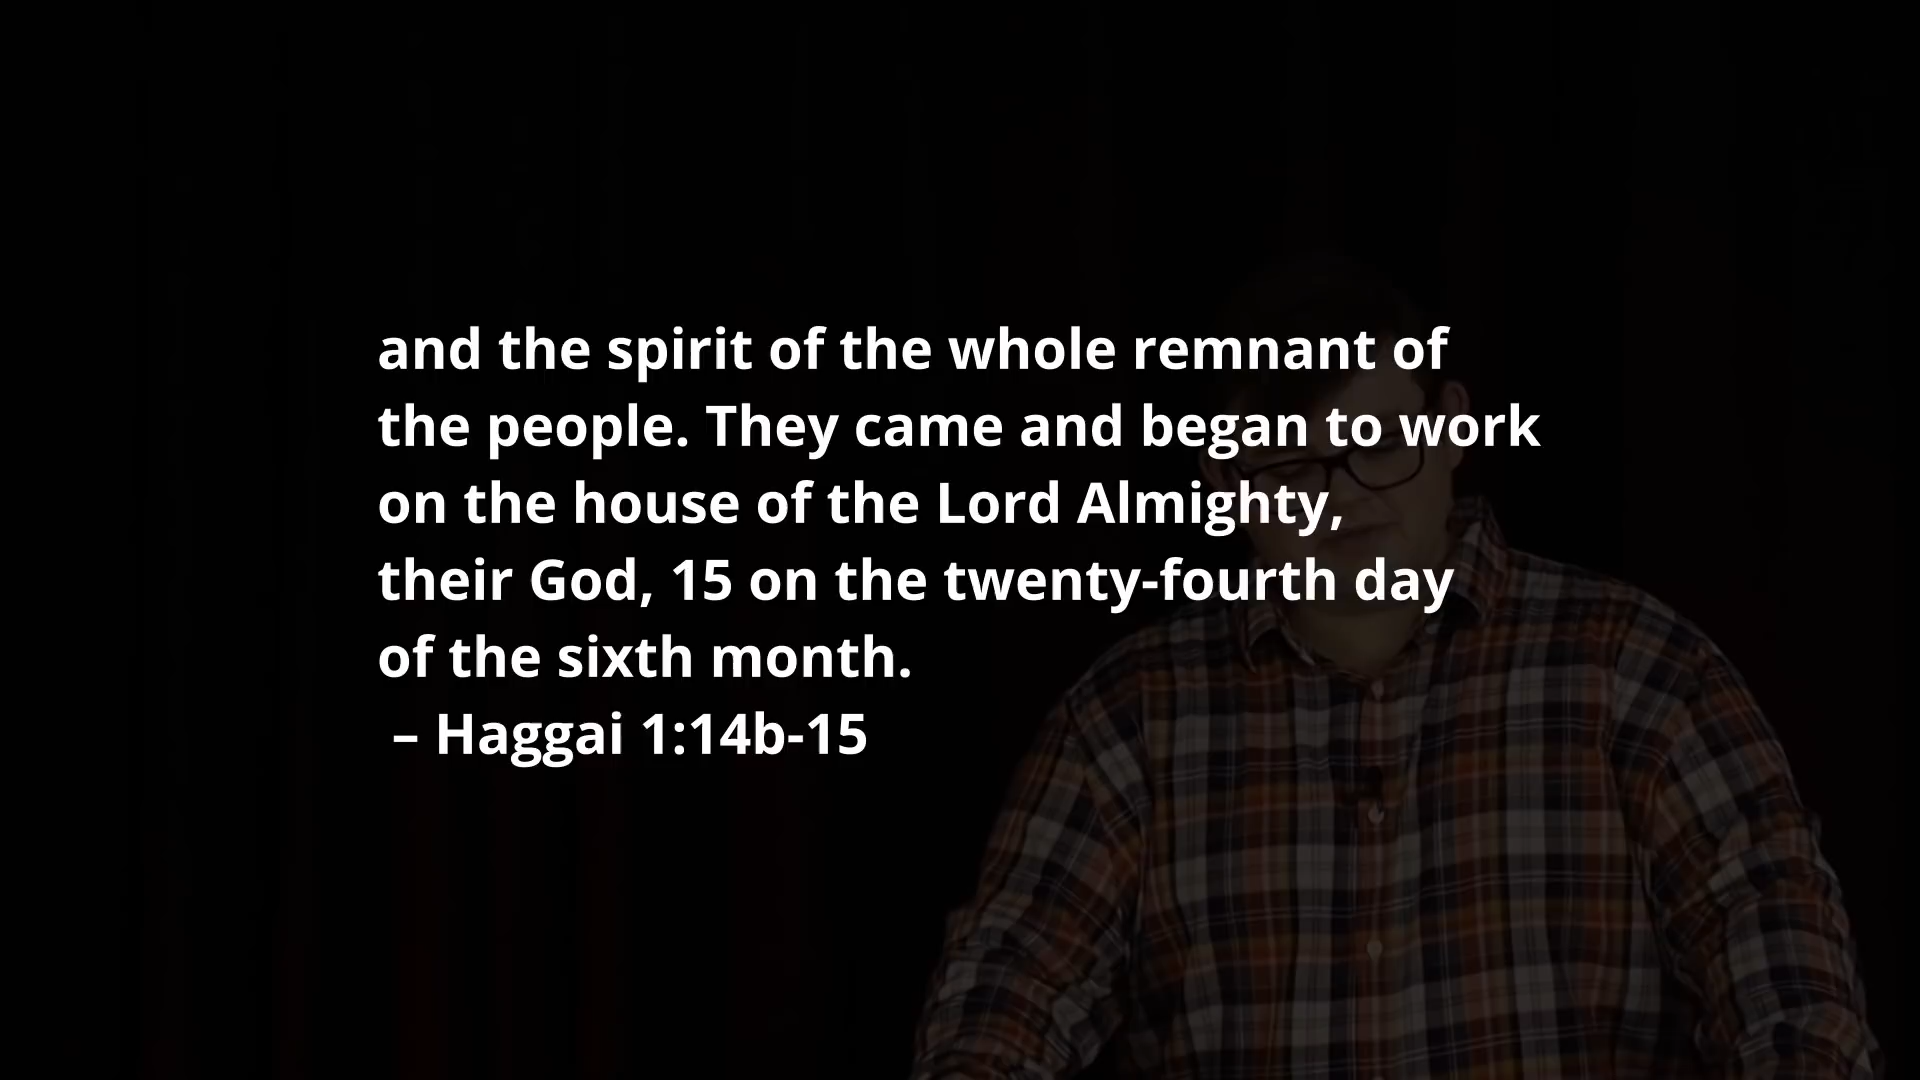 and the spirit of the whole remnant of
the people. They came and began to work
on the house of the Lord Almighty,
their God, 15 on the twenty-fourth day
of the sixth month.
– Haggai 1:14b-15